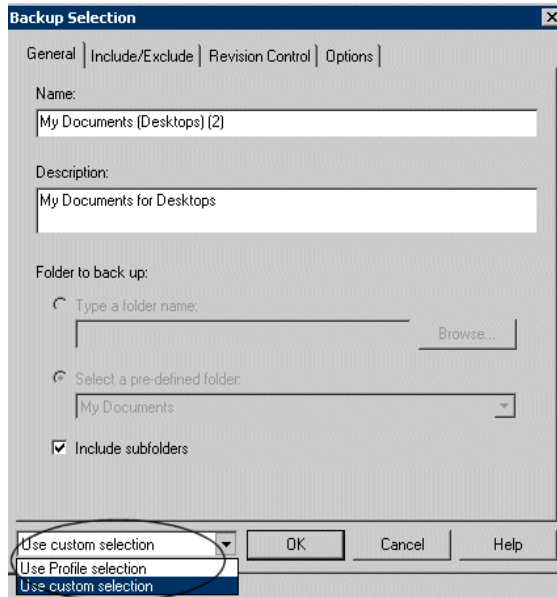 Backup Selection
General Include/Exclude Revision Control Options
Name:
My Documents (Desktops) (2)
Description:
My Documents for Desktops
Folder to back up:
Type a folder name:
Browse...
Select a pre-defined folder:
My Documents
Include subfolders
Use custom selection OK Cancel Help
Use Profile selection
Use custom selection